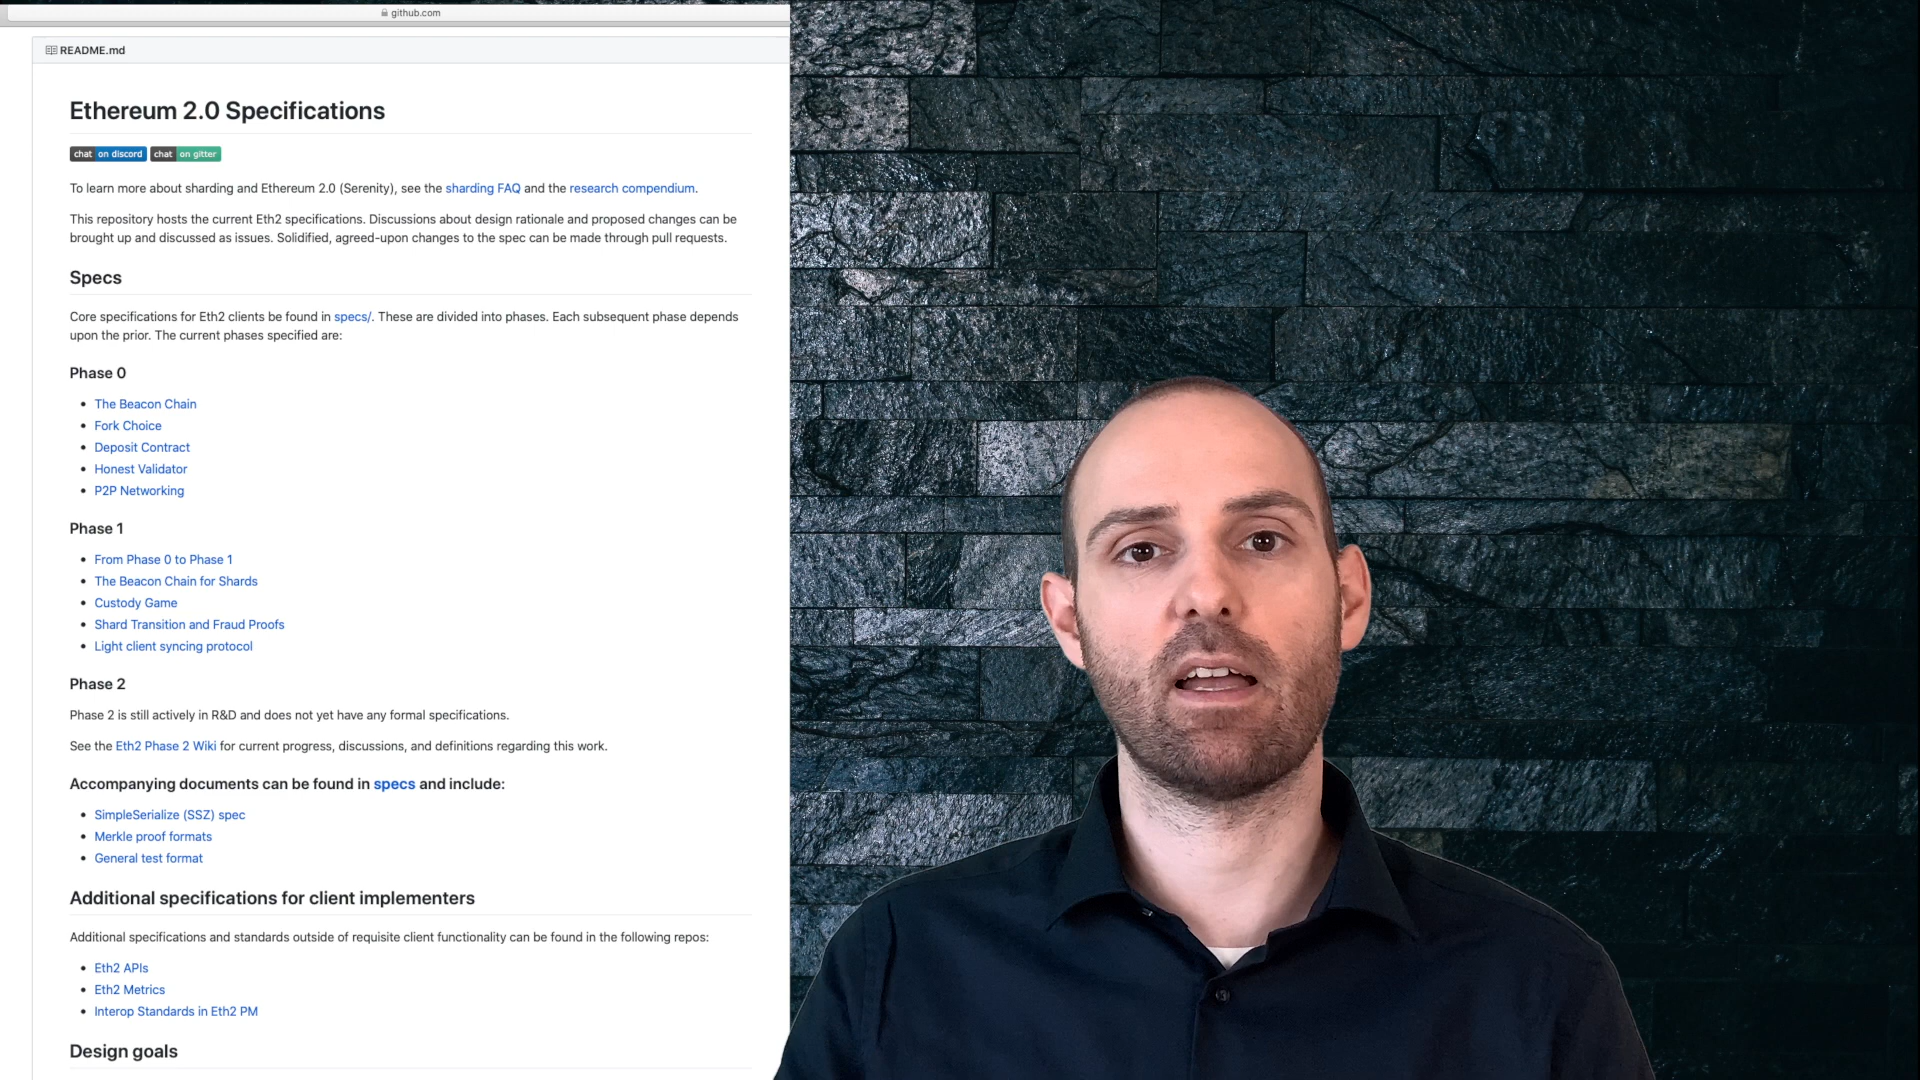 github.com
README.md
Ethereum 2.0 Specifications
chat on discord chat on gitter
To learn more about sharding and Ethereum 2.0 (Serenity), see the sharding FAQ and the research compendium.
This repository hosts the current Eth2 specifications. Discussions about design rationale and proposed changes can be
brought up and discussed as issues. Solidified, agreed-upon changes to the spec can be made through pull requests.
Specs
Core specifications for Eth2 clients be found in specs/. These are divided into phases. Each subsequent phase depends
upon the prior. The current phases specified are:
Phase 0
• The Beacon Chain
• Fork Choice
• Deposit Contract
• Honest Validator
• P2P Networking
Phase 1
• From Phase 0 to Phase 1
• The Beacon Chain for Shards
• Custody Game
• Shard Transition and Fraud Proofs
• Light client syncing protocol
Phase 2
Phase 2 is still actively in R&D and does not yet have any formal specifications.
See the Eth2 Phase 2 Wiki for current progress, discussions, and definitions regarding this work.
Accompanying documents can be found in specs and include:
• SimpleSerialize (SSZ) spec
• Merkle proof formats
• General test format
Additional specifications for client implementers
Additional specifications and standards outside of requisite client functionality can be found in the following repos:
• Eth2 APIs
• Eth2 Metrics
• Interop Standards in Eth2 PM
Design goals